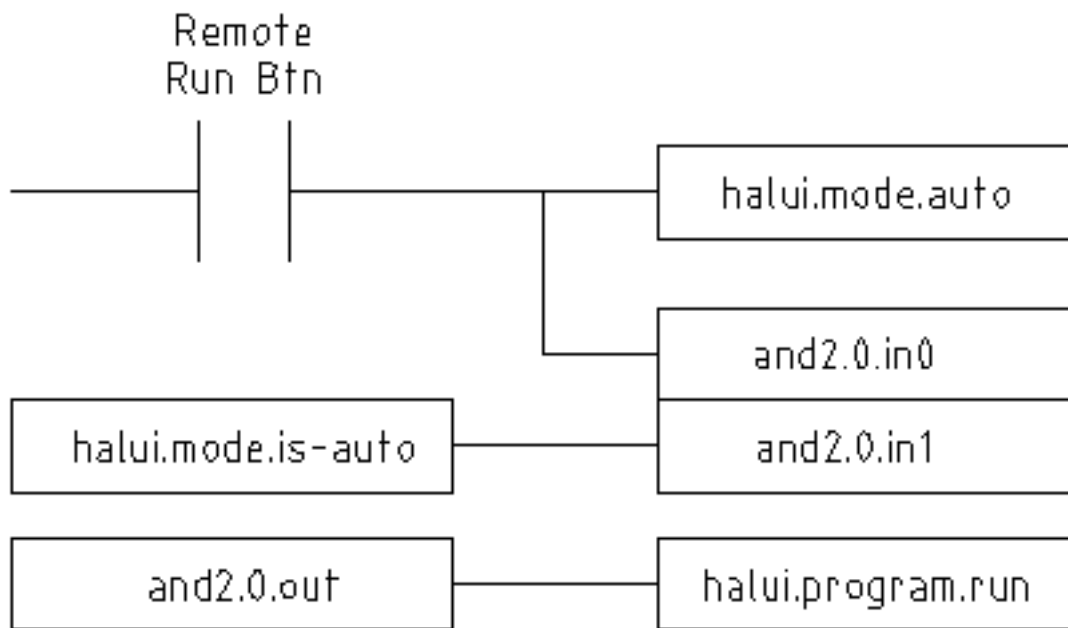 Remote
Run Btn
halui.mode.auto
and2.0.in0
halui.mode.is-auto
and2.0.in1
and2.0.out
halui.program.run